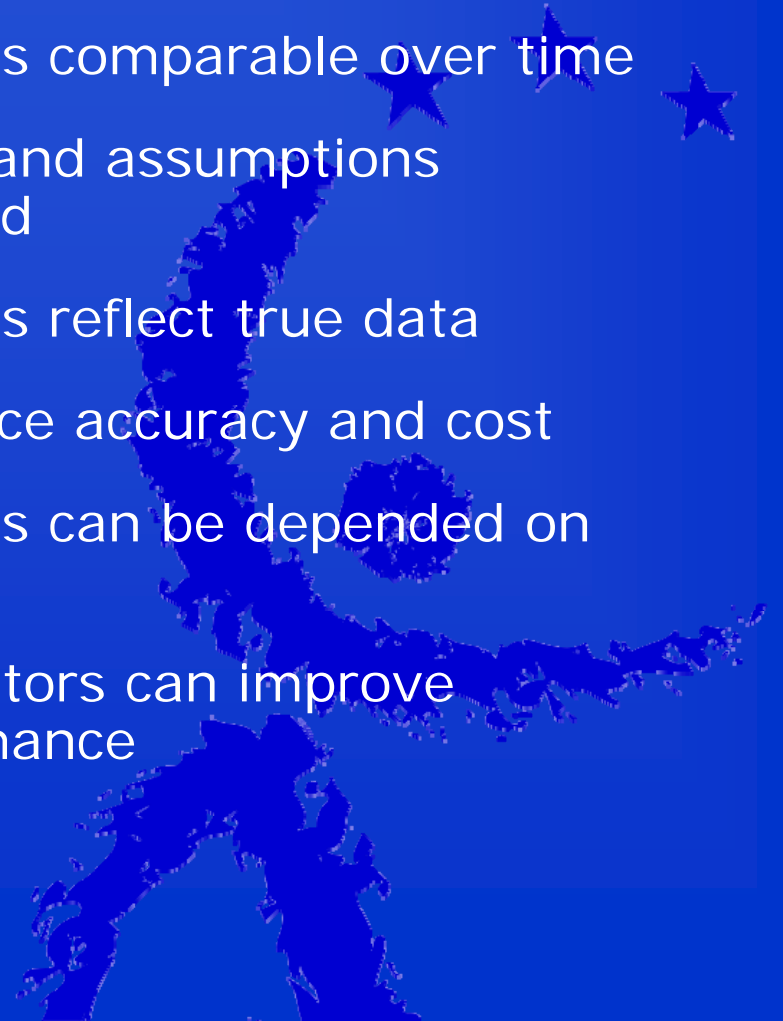 s comparable over time
and assumptions
d
s reflect true data
ce accuracy and cost
s can be depended on
tors can improve
nance